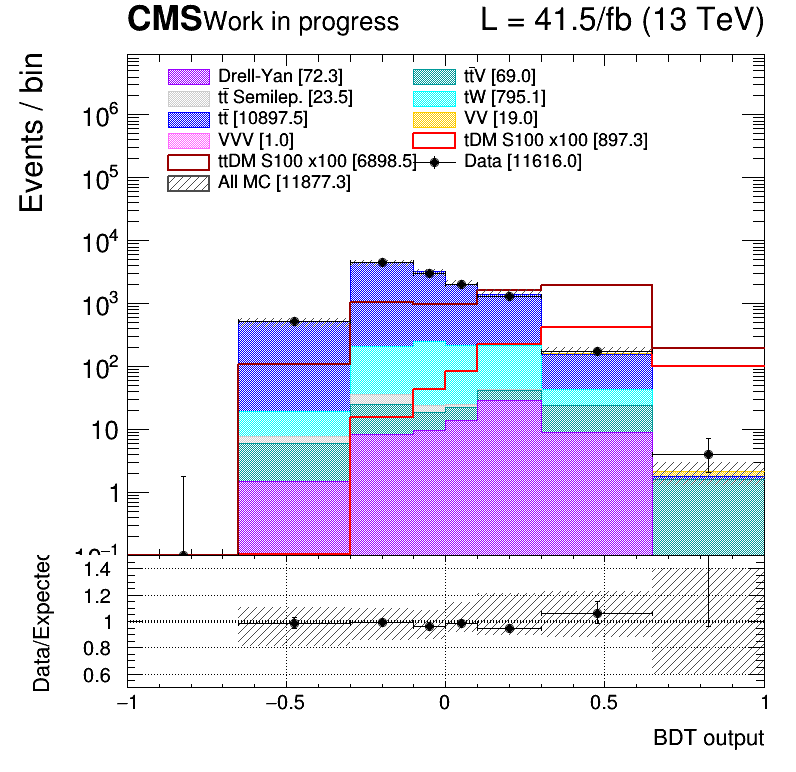 CMS Work in progress L = 41.5/fb (13 TeV)
Events / bin
Drell-Yan [72.3] tt̄V [69.0]
tt̄ Semilep. [23.5] tW [795.1]
tt̄ [10897.5] VV [19.0]
VVV [1.0] tDM S100 x100 [897.3]
ttDM S100 x100 [6898.5] Data [11616.0]
All MC [11877.3]
10⁶
10⁵
10⁴
10³
10²
10
1
10⁻¹
Data/Expected
1.4
1.2
1
0.8
0.6
−1 −0.5 0 0.5 1
BDT output